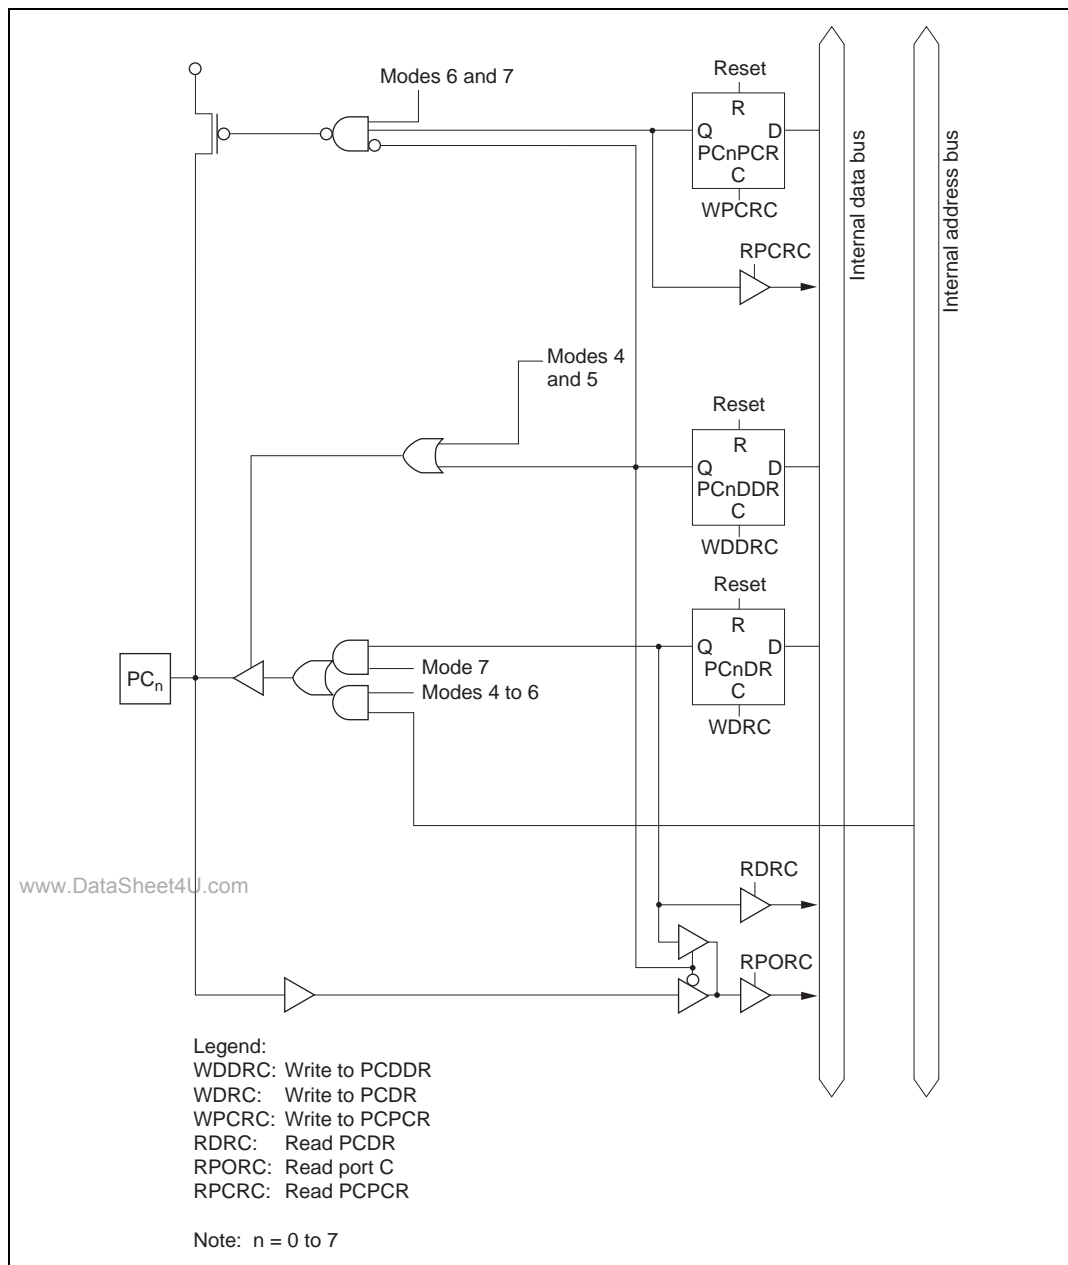 Modes 6 and 7
Reset
R
Q D
PCnPCR
C
WPCRC
RPCRC
Internal data bus
Internal address bus
Modes 4
and 5
Reset
R
Q D
PCnDDR
C
WDDRC
Reset
R
Q D
PCnDR
C
WDRC
PCn
Mode 7
Modes 4 to 6
www.DataSheet4U.com
RDRC
RPORC
Legend:
WDDRC: Write to PCDDR
WDRC: Write to PCDR
WPCRC: Write to PCPCR
RDRC: Read PCDR
RPORC: Read port C
RPCRC: Read PCPCR
Note: n = 0 to 7